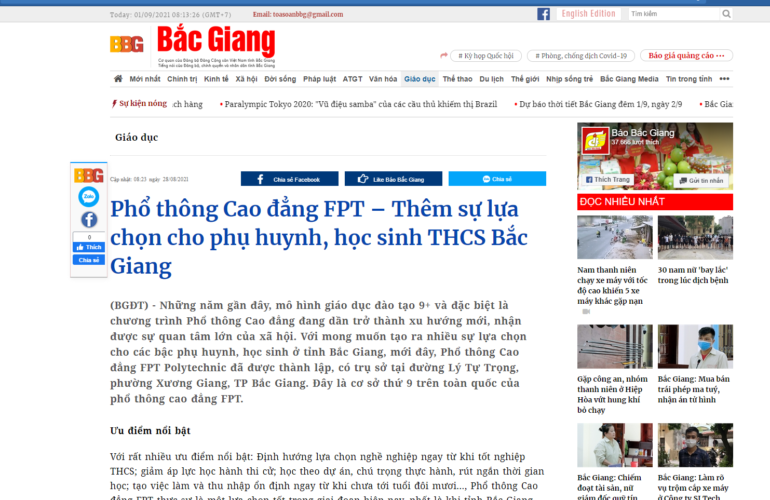 Today: 01/09/2021 08:13:26 (GMT+7)
Email: toasoanbbg@gmail.com
English Edition
Tìm kiếm
BBG Bắc Giang
Cơ quan của Đảng bộ Đảng Cộng sản Việt Nam tỉnh Bắc Giang
Tiếng nói của Đảng bộ, chính quyền và nhân dân tỉnh Bắc Giang
# Kỳ họp Quốc hội
# Phòng, chống dịch Covid-19
Báo giá quảng cáo •••
Mới nhất Chính trị Kinh tế Xã hội Đời sống Pháp luật ATGT Văn hóa Giáo dục Thể thao Du lịch Thế giới Nhịp sống trẻ Bắc Giang Media Tin trong tỉnh •••
Sự kiện nóng ch hàng • Paralympic Tokyo 2020: "Vũ điệu samba" của các cầu thủ khiếm thị Brazil • Dự báo thời tiết Bắc Giang đêm 1/9, ngày 2/9 • Bắc Gia
Giáo dục
BBG
Zalo
0
Thích
Chia sẻ
Cập nhật: 08:23 ngày 28/08/2021
Chia sẻ Facebook
Like Báo Bắc Giang
Chia sẻ
Phổ thông Cao đẳng FPT – Thêm sự lựa
chọn cho phụ huynh, học sinh THCS Bắc
Giang
(BGĐT) - Những năm gần đây, mô hình giáo dục đào tạo 9+ và đặc biệt là
chương trình Phổ thông Cao đẳng đang dần trở thành xu hướng mới, nhận
được sự quan tâm lớn của xã hội. Với mong muốn tạo ra nhiều sự lựa chọn
cho các bậc phụ huynh, học sinh ở tỉnh Bắc Giang, mới đây, Phổ thông Cao
đẳng FPT Polytechnic đã được thành lập, có trụ sở tại đường Lý Tự Trọng,
phường Xương Giang, TP Bắc Giang. Đây là cơ sở thứ 9 trên toàn quốc của
phổ thông cao đẳng FPT.
Ưu điểm nổi bật
Với rất nhiều ưu điểm nổi bật: Định hướng lựa chọn nghề nghiệp ngay từ khi tốt nghiệp
THCS; giảm áp lực học hành thi cử; học theo dự án, chú trọng thực hành, rút ngắn thời gian
học; tạo việc làm và thu nhập ổn định ngay từ khi chưa tới tuổi đôi mươi…, Phổ thông Cao
đẳng FPT thực sự là một lựa chọn tốt trong giai đoạn hiện nay, nhất là khi tỉnh Bắc Giang
Báo Bắc Giang
37 666 lượt thích
Thích Trang
Gửi tin nhắn
ĐỌC NHIỀU NHẤT
Nam thanh niên
chạy xe máy với tốc
độ cao khiến 5 xe
máy khác gặp nạn
30 nam nữ 'bay lắc'
trong lúc dịch bệnh
Gặp công an, nhóm
thanh niên ở Hiệp
Hòa vứt hung khí
bỏ chạy
Bắc Giang: Mua bán
trái phép ma tuý,
nhận án tử hình
Bắc Giang: Chiếm
đoạt tài sản, nữ
giám đốc quỹ tín
Bắc Giang: Làm rõ
vụ trộm cắp xe máy
ở Công ty SJ Tech